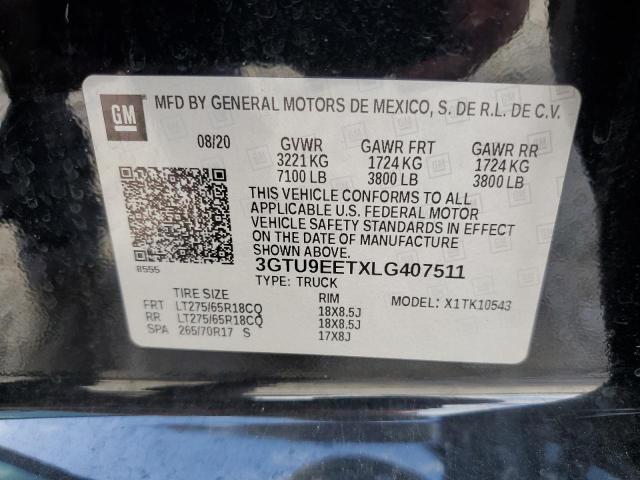 GM
MFD BY GENERAL MOTORS DE MEXICO, S. DE R.L. DE C.V.
08/20 GVWR GAWR FRT GAWR RR
3221 KG 1724 KG 1724 KG
7100 LB 3800 LB 3800 LB
THIS VEHICLE CONFORMS TO ALL
APPLICABLE U.S. FEDERAL MOTOR
VEHICLE SAFETY STANDARDS IN EFFECT
ON THE DATE OF MANUFACTURE SHOWN ABOVE.
8555 3GTU9EETXLG407511
TYPE: TRUCK
TIRE SIZE RIM MODEL: X1TK10543
FRT LT275/65R18CQ 18X8.5J
RR LT275/65R18CQ 18X8.5J
SPA 265/70R17 S 17X8J